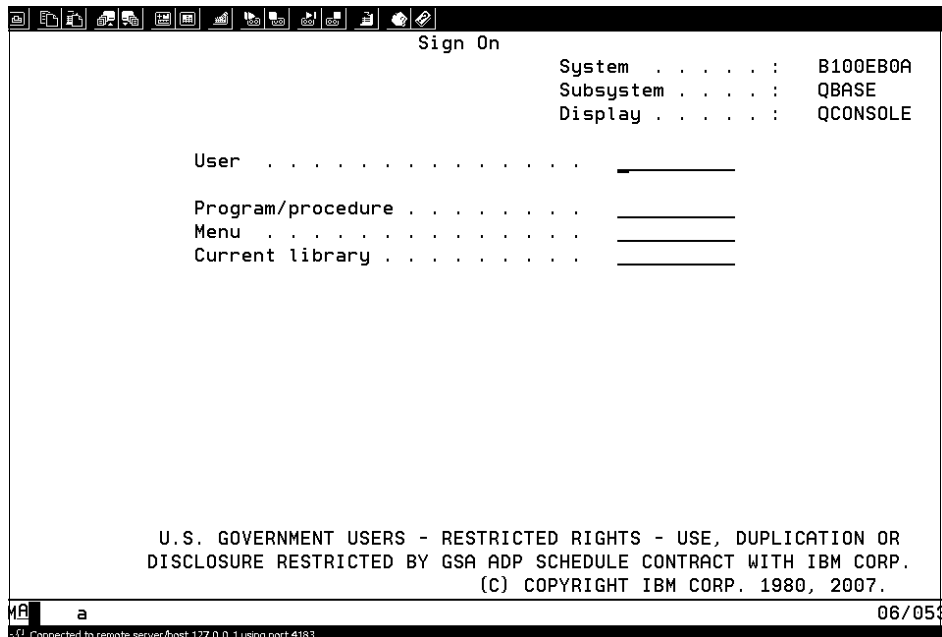 Sign On
System . . . . . : B100EB0A
Subsystem . . . . : QBASE
Display . . . . . : QCONSOLE
User . . . . . . . . . . . . . .
Program/procedure . . . . . . . .
Menu . . . . . . . . . . . . . .
Current library . . . . . . . . .
U.S. GOVERNMENT USERS - RESTRICTED RIGHTS - USE, DUPLICATION OR
DISCLOSURE RESTRICTED BY GSA ADP SCHEDULE CONTRACT WITH IBM CORP.
(C) COPYRIGHT IBM CORP. 1980, 2007.
MA a 06/053
Connected to remote server/host 127.0.0.1 using port 4183